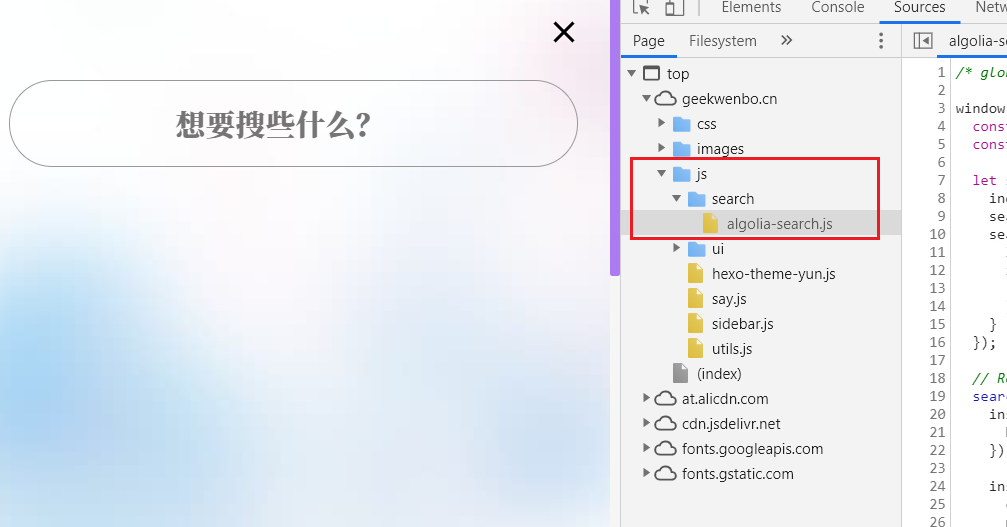 想要搜些什么?
Elements Console Sources Netw
Page Filesystem »
algolia-se
top
geekwenbo.cn
css
images
js
search
algolia-search.js
ui
hexo-theme-yun.js
say.js
sidebar.js
utils.js
(index)
at.alicdn.com
cdn.jsdelivr.net
fonts.googleapis.com
fonts.gstatic.com
1 /* glo
2
3 window
4 cons
5 cons
6
7 let
8 in
9 se
10 se
11
12
13
14
15 }
16 });
17
18 // R
19 sear
20 in
21
22 })
23
24 in
25
26